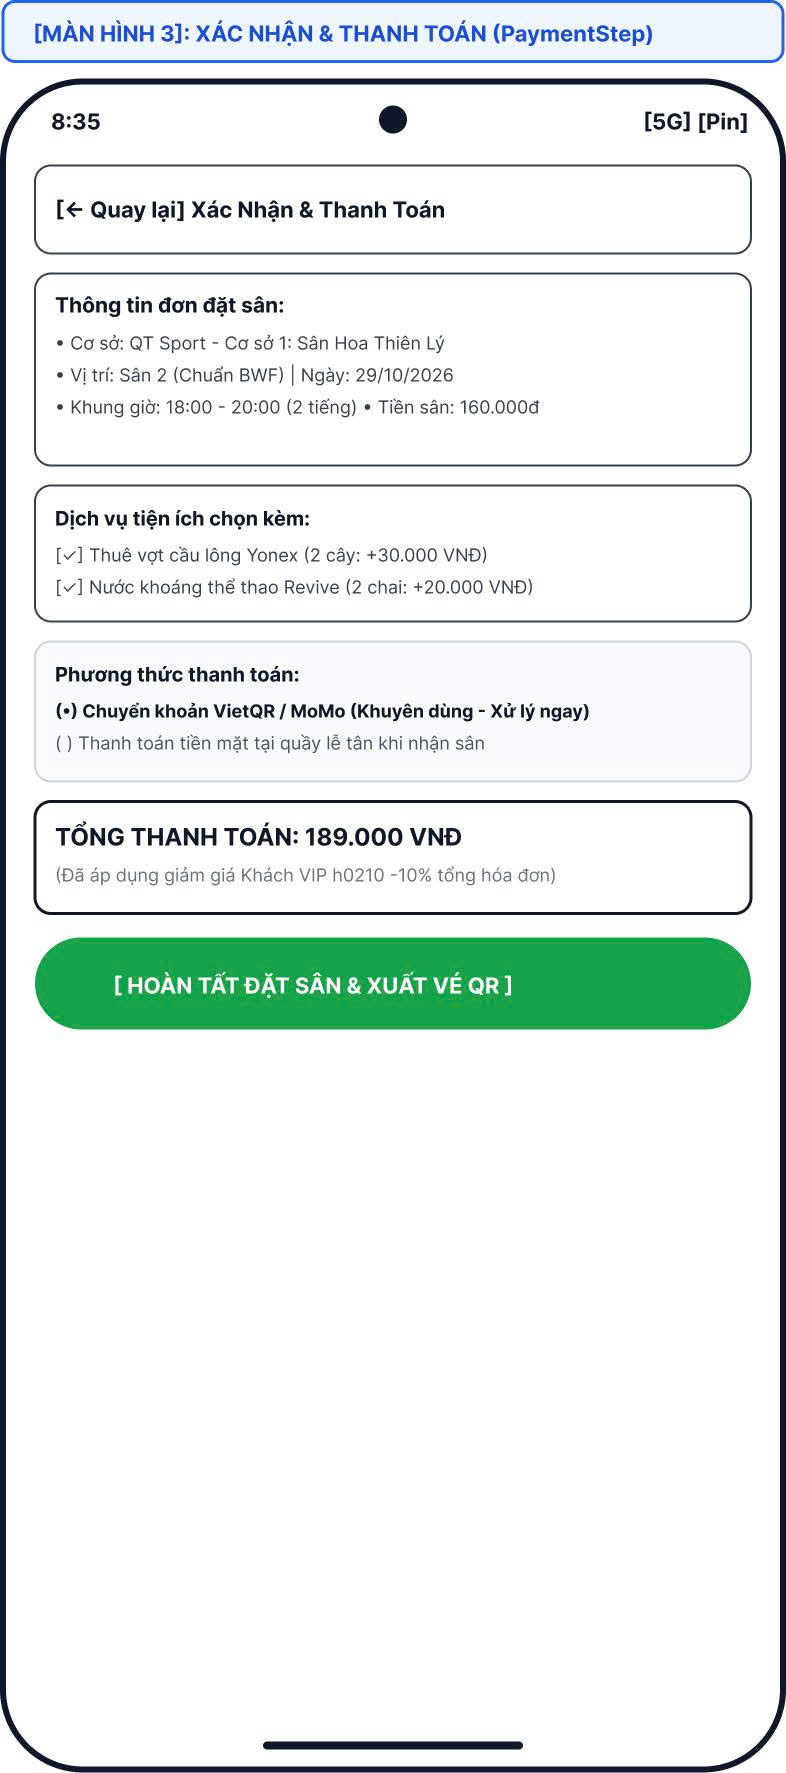 [MÀN HÌNH 3]: XÁC NHẬN & THANH TOÁN (PaymentStep)
8:35
[5G] [Pin]
[← Quay lại] Xác Nhận & Thanh Toán
Thông tin đơn đặt sân:
• Cơ sở: QT Sport - Cơ sở 1: Sân Hoa Thiên Lý
• Vị trí: Sân 2 (Chuẩn BWF) | Ngày: 29/10/2026
• Khung giờ: 18:00 - 20:00 (2 tiếng) • Tiền sân: 160.000đ
Dịch vụ tiện ích chọn kèm:
[✓] Thuê vợt cầu lông Yonex (2 cây: +30.000 VNĐ)
[✓] Nước khoáng thể thao Revive (2 chai: +20.000 VNĐ)
Phương thức thanh toán:
(•) Chuyển khoản VietQR / MoMo (Khuyên dùng - Xử lý ngay)
( ) Thanh toán tiền mặt tại quầy lễ tân khi nhận sân
TỔNG THANH TOÁN: 189.000 VNĐ
(Đã áp dụng giảm giá Khách VIP h0210 -10% tổng hóa đơn)
[ HOÀN TẤT ĐẶT SÂN & XUẤT VÉ QR ]